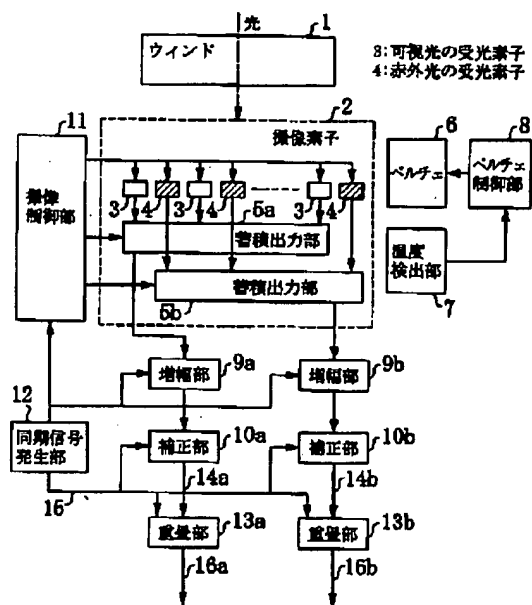 光
1
ウィンド
3:可視光の受光素子
4:赤外光の受光素子
2
11
撮像素子
6
8
撮像
制御部
ペルチェ
ペルチェ
制御部
3 4 3 4 3 4
5a
蓄積出力部
温度
検出部
蓄積出力部
5b
7
増幅部
9a
増幅部
9b
12
同期信号
発生部
補正部
10a
補正部
10b
14a
14b
15
重畳部
13a
重畳部
13b
16a
16b